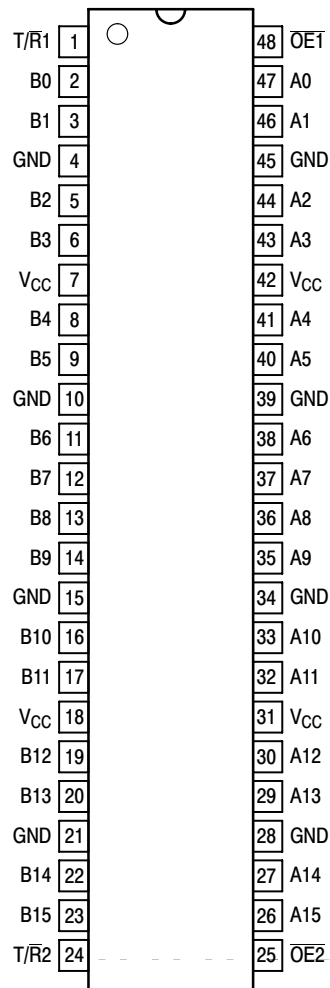 T/R̅1 1 48 O̅E̅1
B0 2 47 A0
B1 3 46 A1
GND 4 45 GND
B2 5 44 A2
B3 6 43 A3
VCC 7 42 VCC
B4 8 41 A4
B5 9 40 A5
GND 10 39 GND
B6 11 38 A6
B7 12 37 A7
B8 13 36 A8
B9 14 35 A9
GND 15 34 GND
B10 16 33 A10
B11 17 32 A11
VCC 18 31 VCC
B12 19 30 A12
B13 20 29 A13
GND 21 28 GND
B14 22 27 A14
B15 23 26 A15
T/R̅2 24 25 O̅E̅2